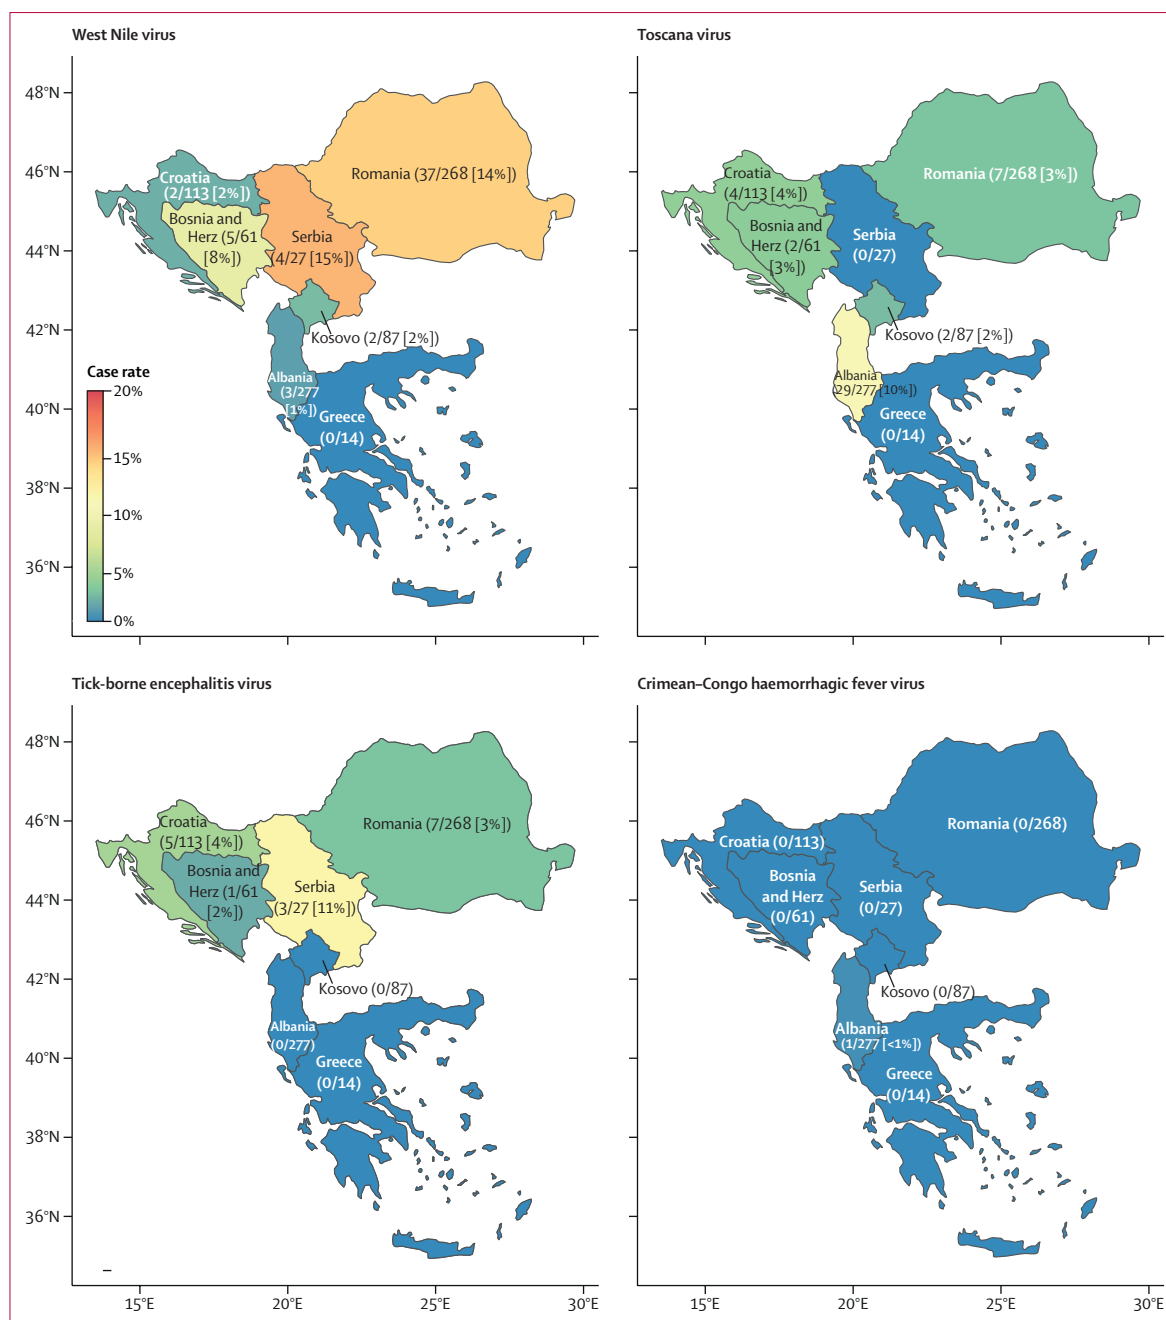 West Nile virus
48°N
46°N
44°N
42°N
40°N
38°N
36°N
Croatia
(2/113 [2%])
Bosnia and
Herz (5/61
[8%])
Serbia
(4/27 [15%])
Romania (37/268 [14%])
Kosovo (2/87 [2%])
Albania
(3/277
[1%])
Greece
(0/14)
Case rate
20%
15%
10%
5%
0%
15°E
20°E
25°E
30°E
Toscana virus
Croatia
(4/113 [4%])
Bosnia and
Herz (2/61
[3%])
Serbia
(0/27)
Romania (7/268 [3%])
Kosovo (2/87 [2%])
Albania
29/277 [10%])
Greece
(0/14)
Tick-borne encephalitis virus
48°N
46°N
44°N
42°N
40°N
38°N
36°N
Croatia
(5/113 [4%])
Bosnia and
Herz (1/61
[2%])
Serbia
(3/27 [11%])
Romania (7/268 [3%])
Kosovo (0/87)
Albania
(0/277)
Greece
(0/14)
15°E
20°E
25°E
30°E
Crimean–Congo haemorrhagic fever virus
Croatia (0/113)
Bosnia
and Herz
(0/61)
Serbia
(0/27)
Romania (0/268)
Kosovo (0/87)
Albania
(1/277 [<1%])
Greece
(0/14)
15°E
20°E
25°E
30°E